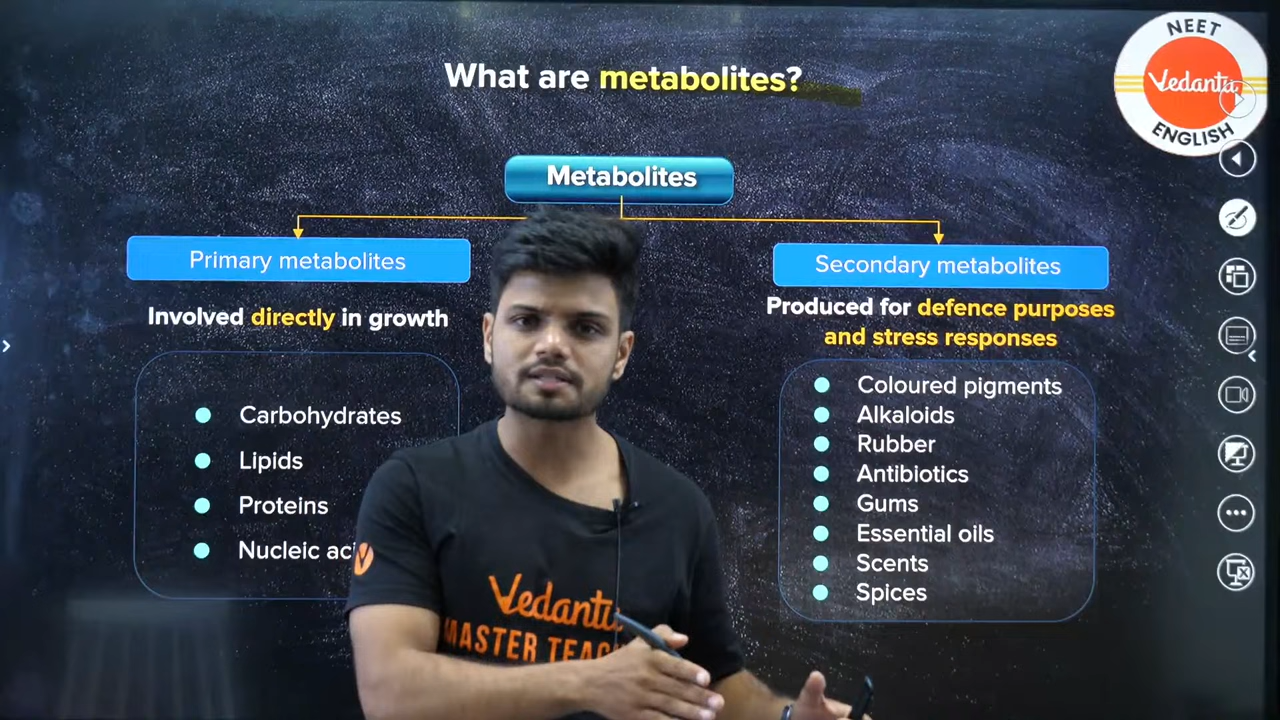 What are metabolites?
NEET
Vedantu
ENGLISH
Metabolites
Primary metabolites
Involved directly in growth
Carbohydrates
Lipids
Proteins
Nucleic aci
Secondary metabolites
Produced for defence purposes
and stress responses
Coloured pigments
Alkaloids
Rubber
Antibiotics
Gums
Essential oils
Scents
Spices
Vedantu
MASTER TEAC